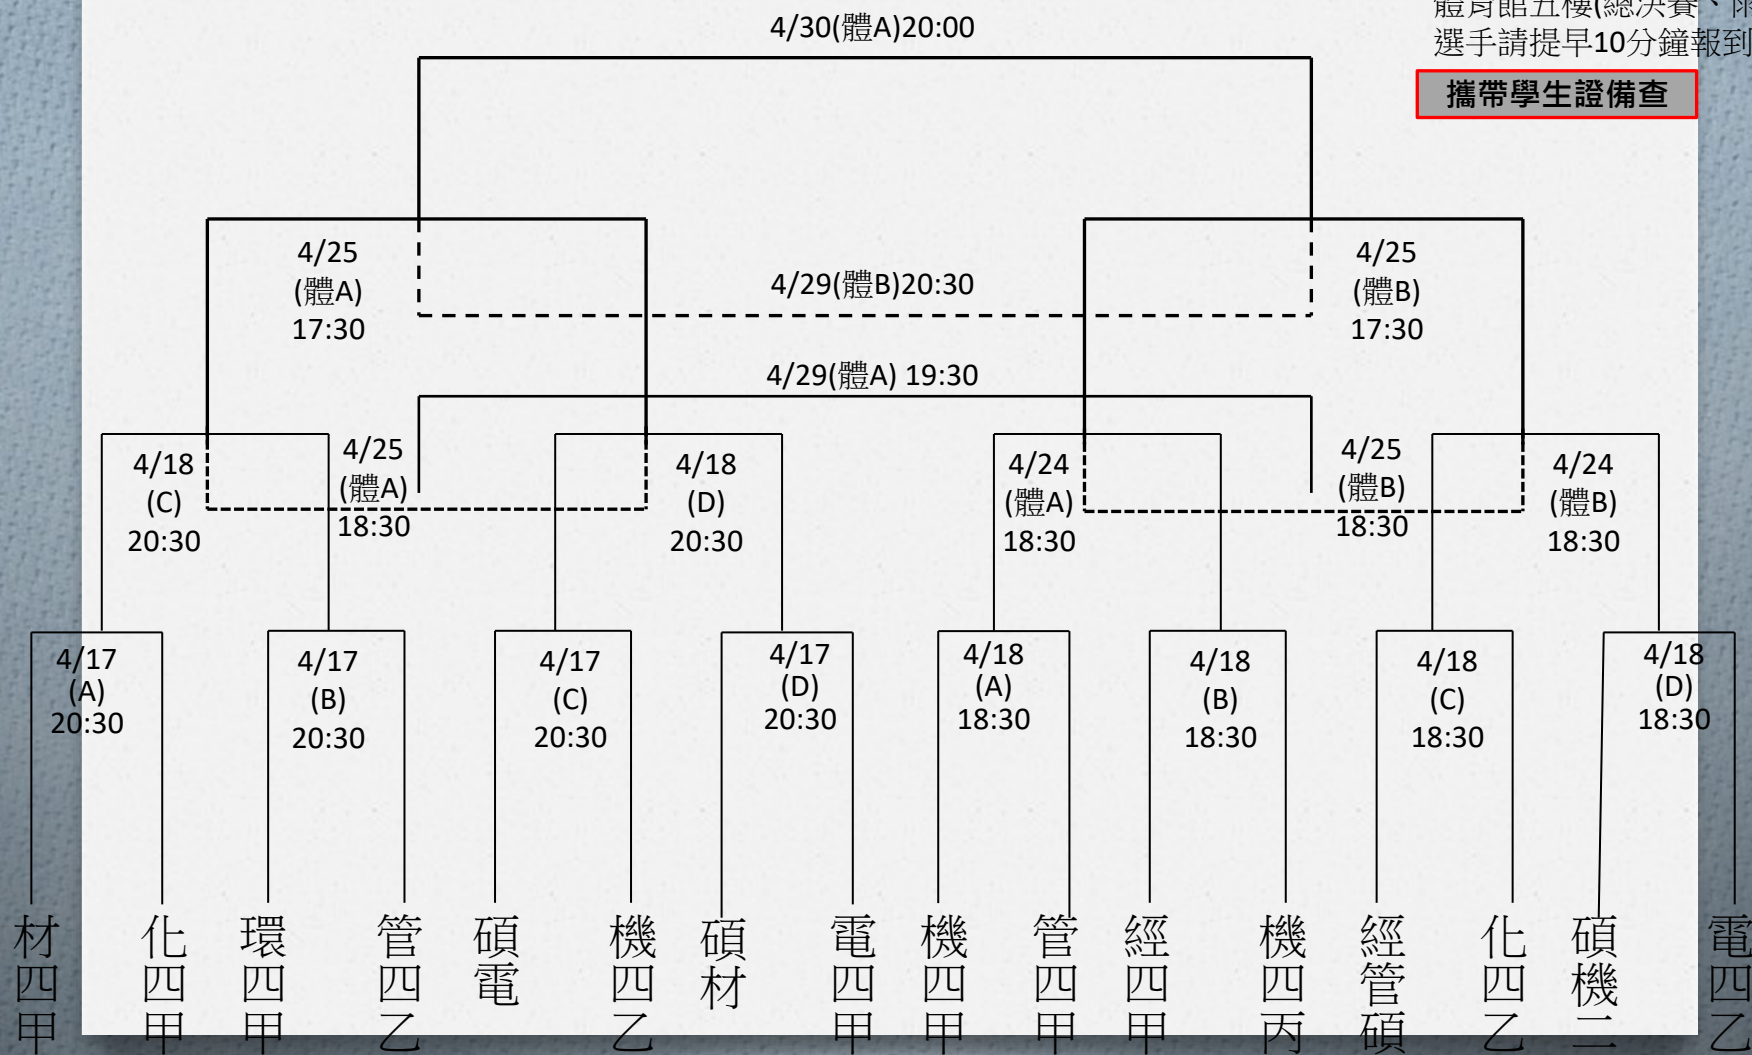 4/30(體A)20:00
體育館五樓(總決賽、雨
選手請提早10分鐘報到
攜帶學生證備查
4/25
(體A)
17:30
4/29(體B)20:30
4/25
(體B)
17:30
4/29(體A) 19:30
4/18
(C)
20:30
4/25
(體A)
18:30
4/18
(D)
20:30
4/24
(體A)
18:30
4/25
(體B)
18:30
4/24
(體B)
18:30
4/17
(A)
20:30
4/17
(B)
20:30
4/17
(C)
20:30
4/17
(D)
20:30
4/18
(A)
18:30
4/18
(B)
18:30
4/18
(C)
18:30
4/18
(D)
18:30
材四甲
化四甲
環四甲
管四乙
碩電
機四乙
碩材
電四甲
機四甲
管四甲
經四甲
機四丙
經管碩
化四乙
碩機二
電四乙